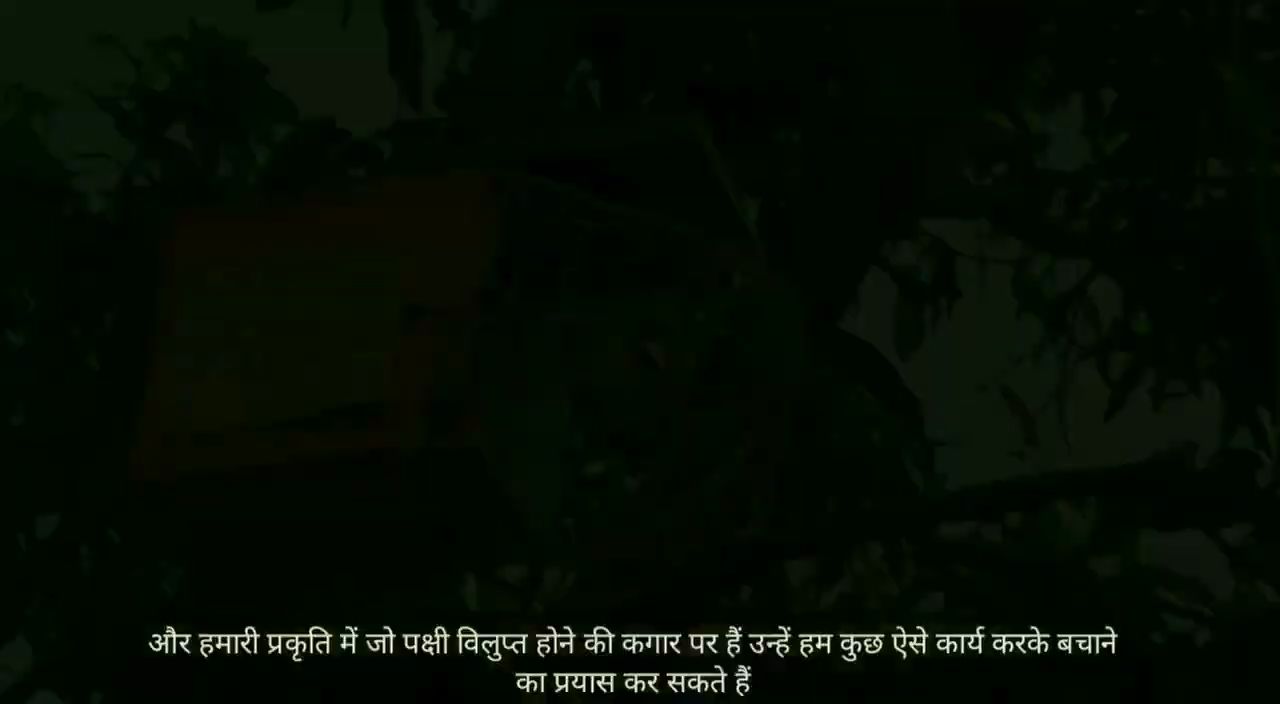 और हमारी प्रकृति में जो पक्षी विलुप्त होने की कगार पर हैं उन्हें हम कुछ ऐसे कार्य करके बचाने
का प्रयास कर सकते हैं